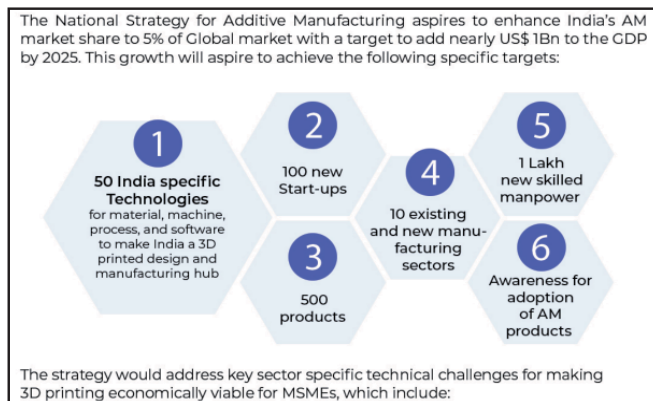 The National Strategy for Additive Manufacturing aspires to enhance India's AM
market share to 5% of Global market with a target to add nearly US$ 1Bn to the GDP
by 2025. This growth will aspire to achieve the following specific targets:
1
50 India specific
Technologies
for material, machine,
process, and software
to make India a 3D
printed design and
manufacturing hub
2
100 new
Start-ups
3
500
products
4
10 existing
and new manu-
facturing
sectors
5
1 Lakh
new skilled
manpower
6
Awareness for
adoption
of AM
products
The strategy would address key sector specific technical challenges for making
3D printing economically viable for MSMEs, which include: